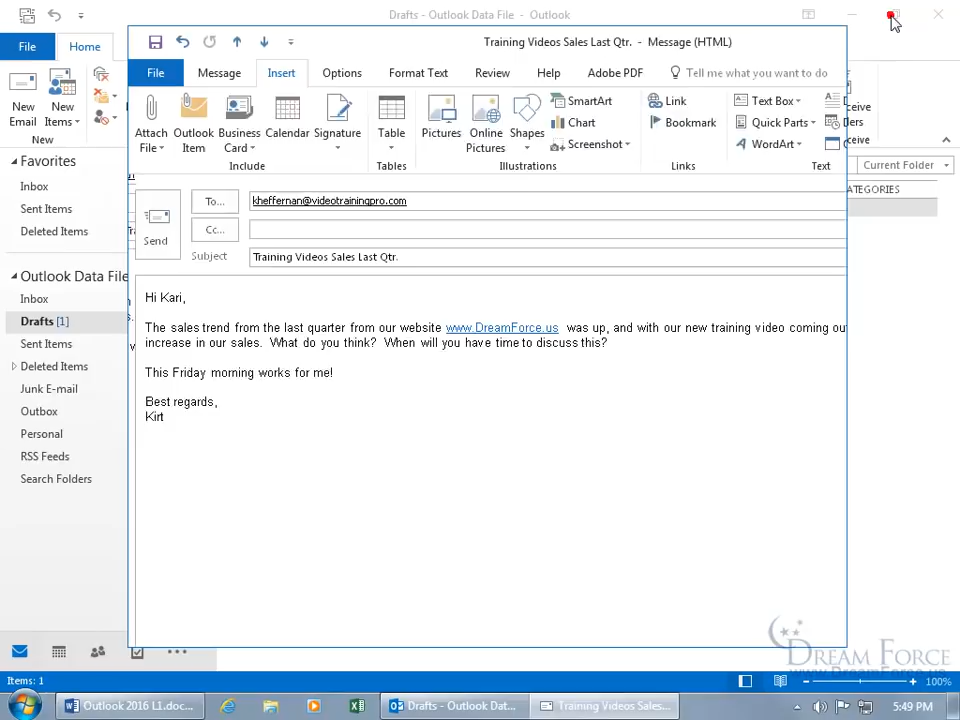 Drafts - Outlook Data File - Outlook
File
Home
New Email
New Items
New
Favorites
Inbox
Sent Items
Deleted Items
Outlook Data File
Inbox
Drafts [1]
Sent Items
Deleted Items
Junk E-mail
Outbox
Personal
RSS Feeds
Search Folders
Training Videos Sales Last Qtr. - Message (HTML)
File Message Insert Options Format Text Review Help Adobe PDF Tell me what you want to do
Attach File
Outlook Item
Business Card
Calendar
Signature
Include
Table
Tables
Pictures
Online Pictures
Shapes
SmartArt
Chart
Screenshot
Illustrations
Link
Bookmark
Links
Text Box
Quick Parts
WordArt
Text
Current Folder
ATEGORIES
To...
kheffernan@videotrainingpro.com
Cc...
Send
Subject
Training Videos Sales Last Qtr.
Hi Kari,
The sales trend from the last quarter from our website www.DreamForce.us was up, and with our new training video coming ou
increase in our sales. What do you think? When will you have time to discuss this?
This Friday morning works for me!
Best regards,
Kirt
DREAM FORCE
www.DreamForce.us
Items: 1
100%
Outlook 2016 L1.doc...
Drafts - Outlook Dat...
Training Videos Sales...
5:49 PM